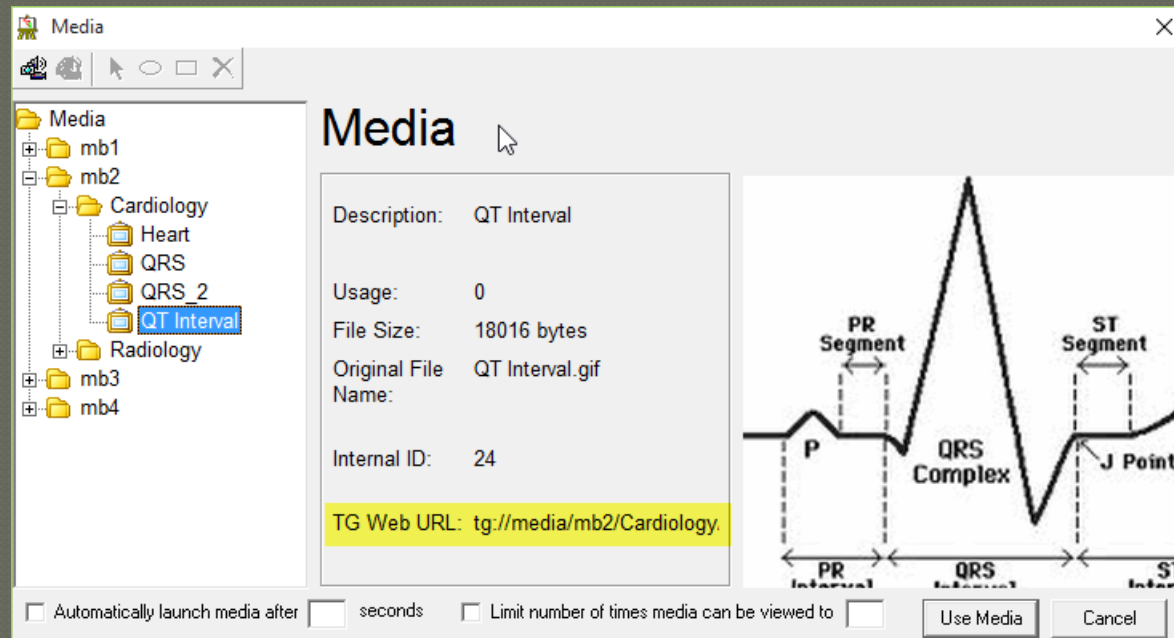 Media
Media
mb1
mb2
Cardiology
Heart
QRS
QRS_2
QT Interval
Radiology
mb3
mb4
Media
Description: QT Interval
Usage: 0
File Size: 18016 bytes
Original File QT Interval.gif
Name:
Internal ID: 24
TG Web URL: tg://media/mb2/Cardiology
PR
Segment
ST
Segment
P
QRS
Complex
J Point
PR
QRS
Automatically launch media after seconds
Limit number of times media can be viewed to
Use Media
Cancel